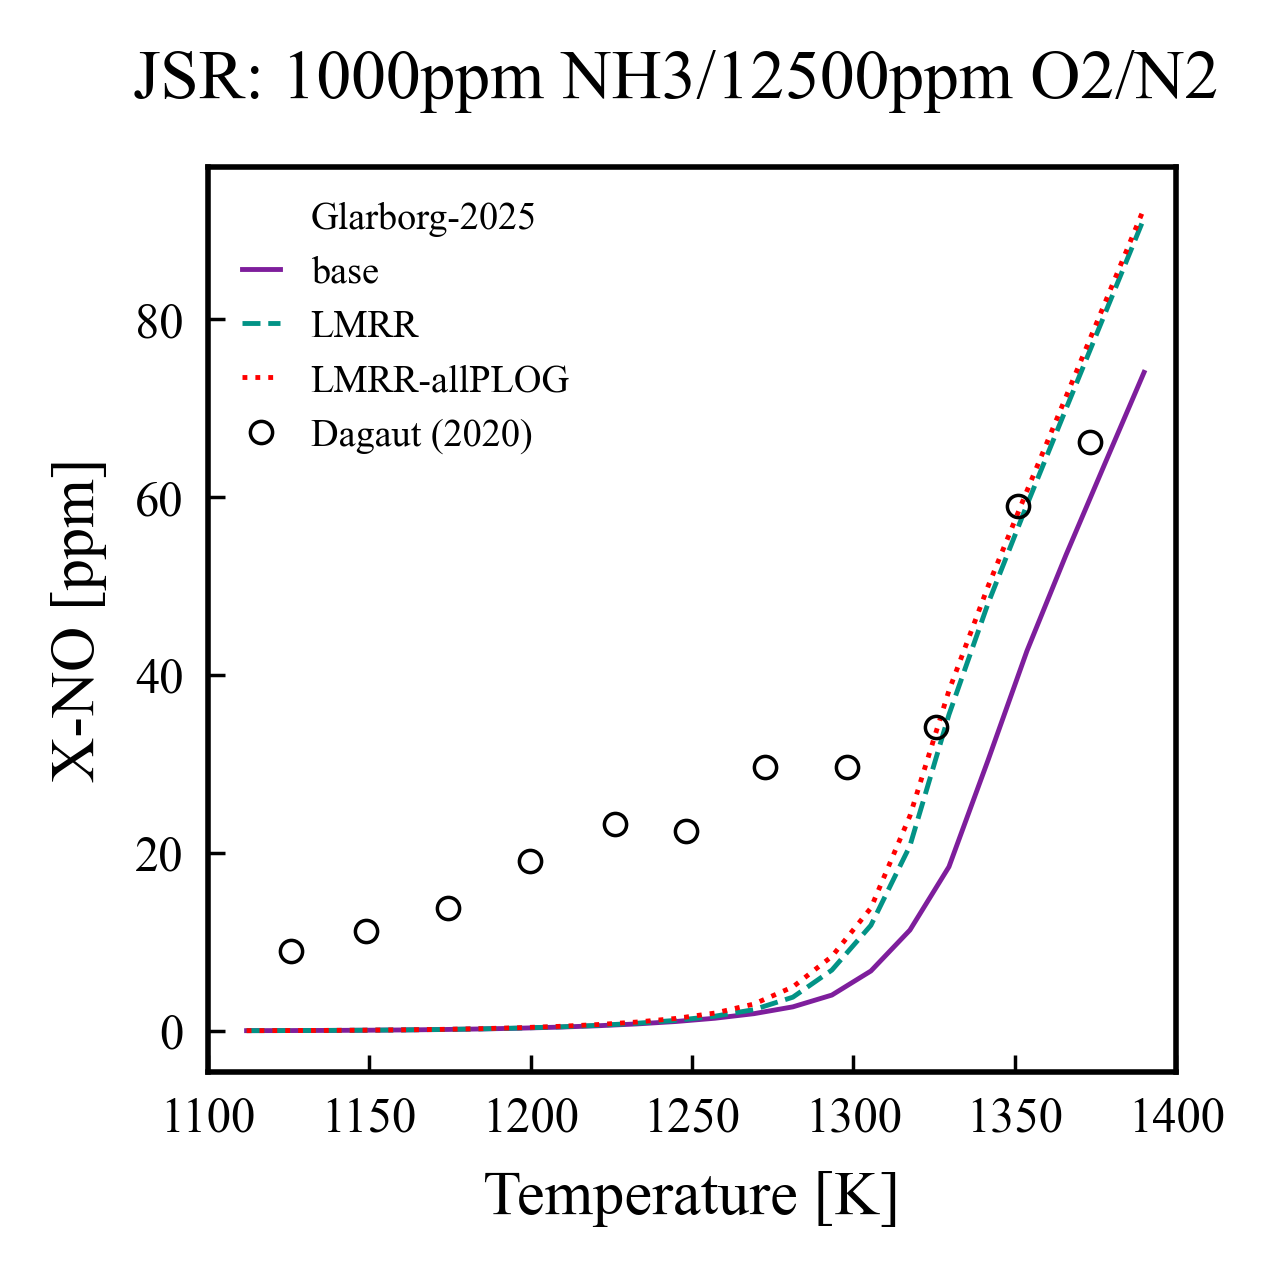 JSR: 1000ppm NH3/12500ppm O2/N2
Glarborg-2025
base
LMRR
LMRR-allPLOG
Dagaut (2020)
X-NO [ppm]
80
60
40
20
0
1100 1150 1200 1250 1300 1350 1400
Temperature [K]